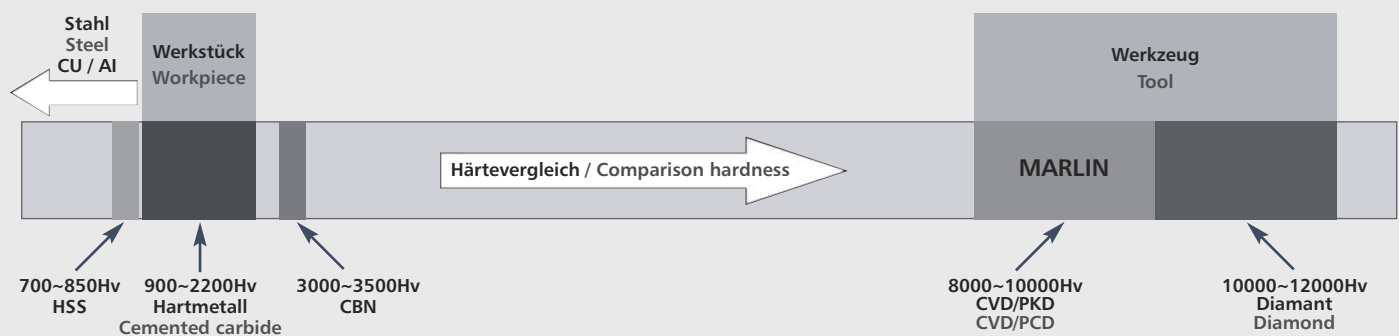 Stahl
Steel
CU / Al
Werkstück
Workpiece
Werkzeug
Tool
Härtevergleich / Comparison hardness
MARLIN
700~850Hv
HSS
900~2200Hv
Hartmetall
Cemented carbide
3000~3500Hv
CBN
8000~10000Hv
CVD/PKD
CVD/PCD
10000~12000Hv
Diamant
Diamond